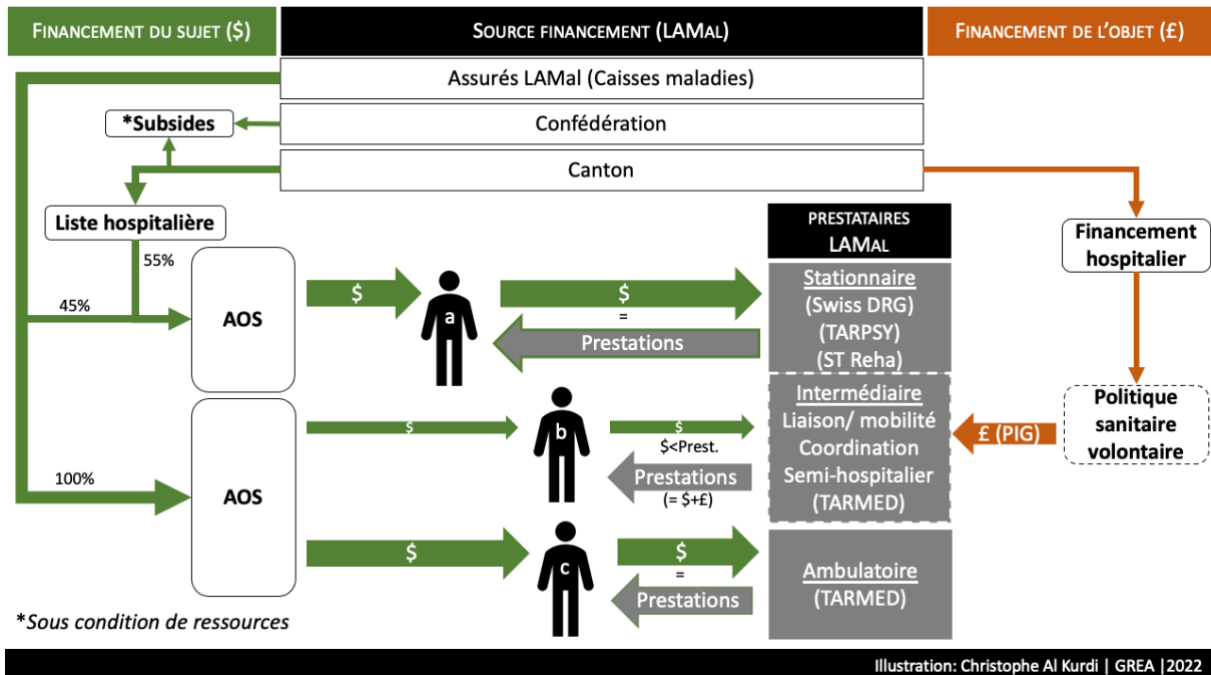 FINANCEMENT DU SUJET ($)
SOURCE FINANCEMENT (LAMAL)
FINANCEMENT DE L'OBJET (£)
Assurés LAMal (Caisses maladies)
*Subsides
Confédération
Canton
Liste hospitalière
55%
45%
100%
AOS
AOS
$
a
$
=
Prestations
$
b
$
$<Prest.
Prestations
(= $+£)
$
c
$
=
Prestations
PRESTATAIRES
LAMAL
Stationnaire
(Swiss DRG)
(TARPSY)
(ST Reha)
Intermédiaire
Liaison/ mobilité
Coordination
Semi-hospitalier
(TARMED)
Ambulatoire
(TARMED)
Financement
hospitalier
Politique
sanitaire
volontaire
£ (PIG)
*Sous condition de ressources
Illustration: Christophe Al Kurdi | GREA |2022